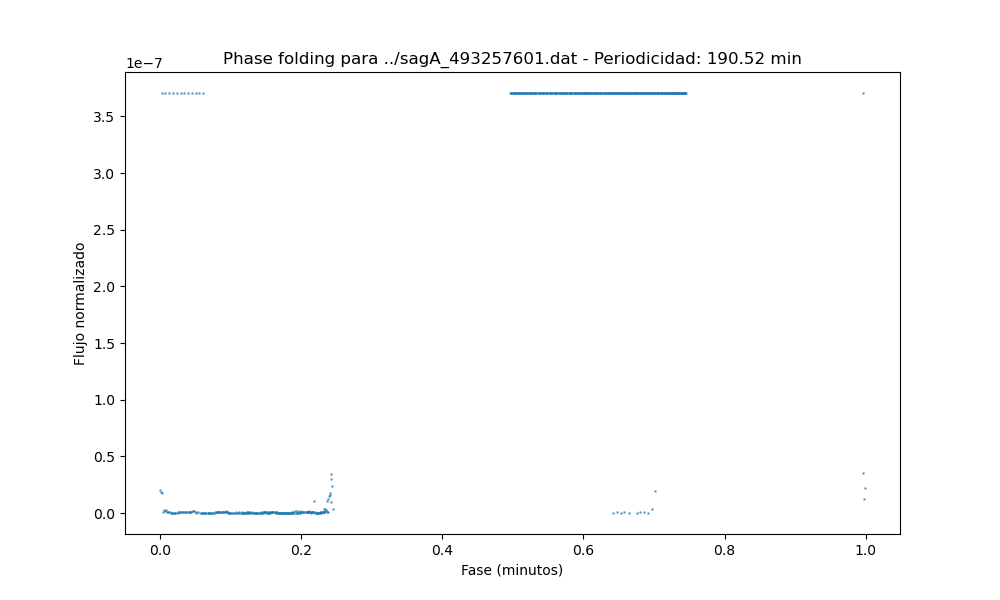 Phase folding para ../sagA_493257601.dat - Periodicidad: 190.52 min
1e−7
3.5
3.0
2.5
2.0
1.5
1.0
0.5
0.0
Flujo normalizado
0.0 0.2 0.4 0.6 0.8 1.0
Fase (minutos)